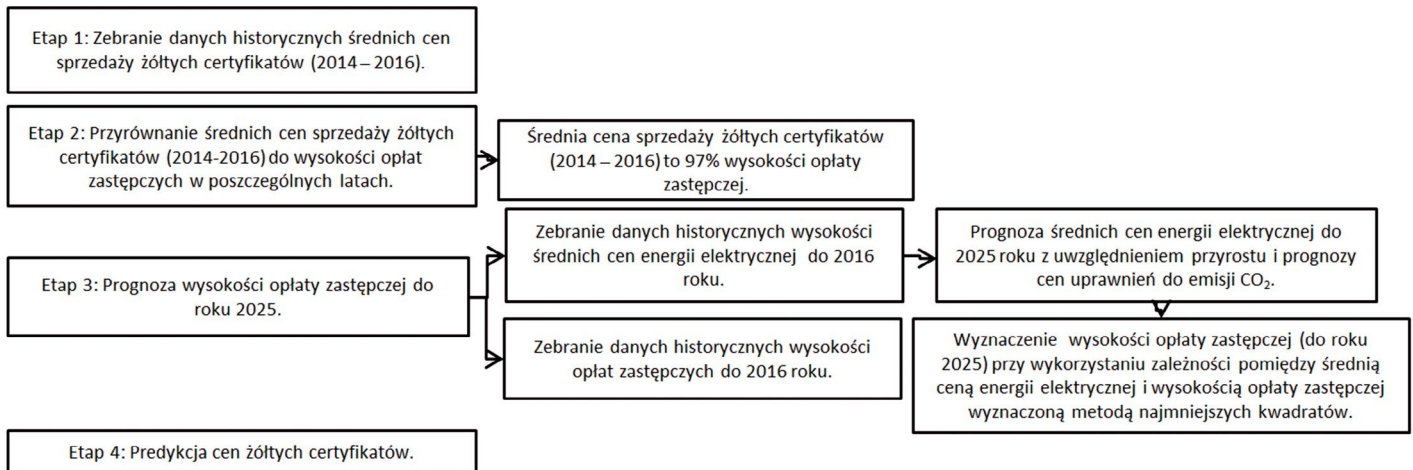 Etap 1: Zebranie danych historycznych średnich cen
sprzedaży żółtych certyfikatów (2014 – 2016).
Etap 2: Przyrównanie średnich cen sprzedaży żółtych
certyfikatów (2014-2016) do wysokości opłat
zastępczych w poszczególnych latach.
Średnia cena sprzedaży żółtych certyfikatów
(2014 – 2016) to 97% wysokości opłaty
zastępczej.
Etap 3: Prognoza wysokości opłaty zastępczej do
roku 2025.
Zebranie danych historycznych wysokości
średnich cen energii elektrycznej do 2016
roku.
Prognoza średnich cen energii elektrycznej do
2025 roku z uwzględnieniem przyrostu i prognozy
cen uprawnień do emisji CO₂.
Zebranie danych historycznych wysokości
opłat zastępczych do 2016 roku.
Wyznaczenie wysokości opłaty zastępczej (do roku
2025) przy wykorzystaniu zależności pomiędzy średnią
ceną energii elektrycznej i wysokością opłaty zastępczej
wyznaczoną metodą najmniejszych kwadratów.
Etap 4: Predykcja cen żółtych certyfikatów.